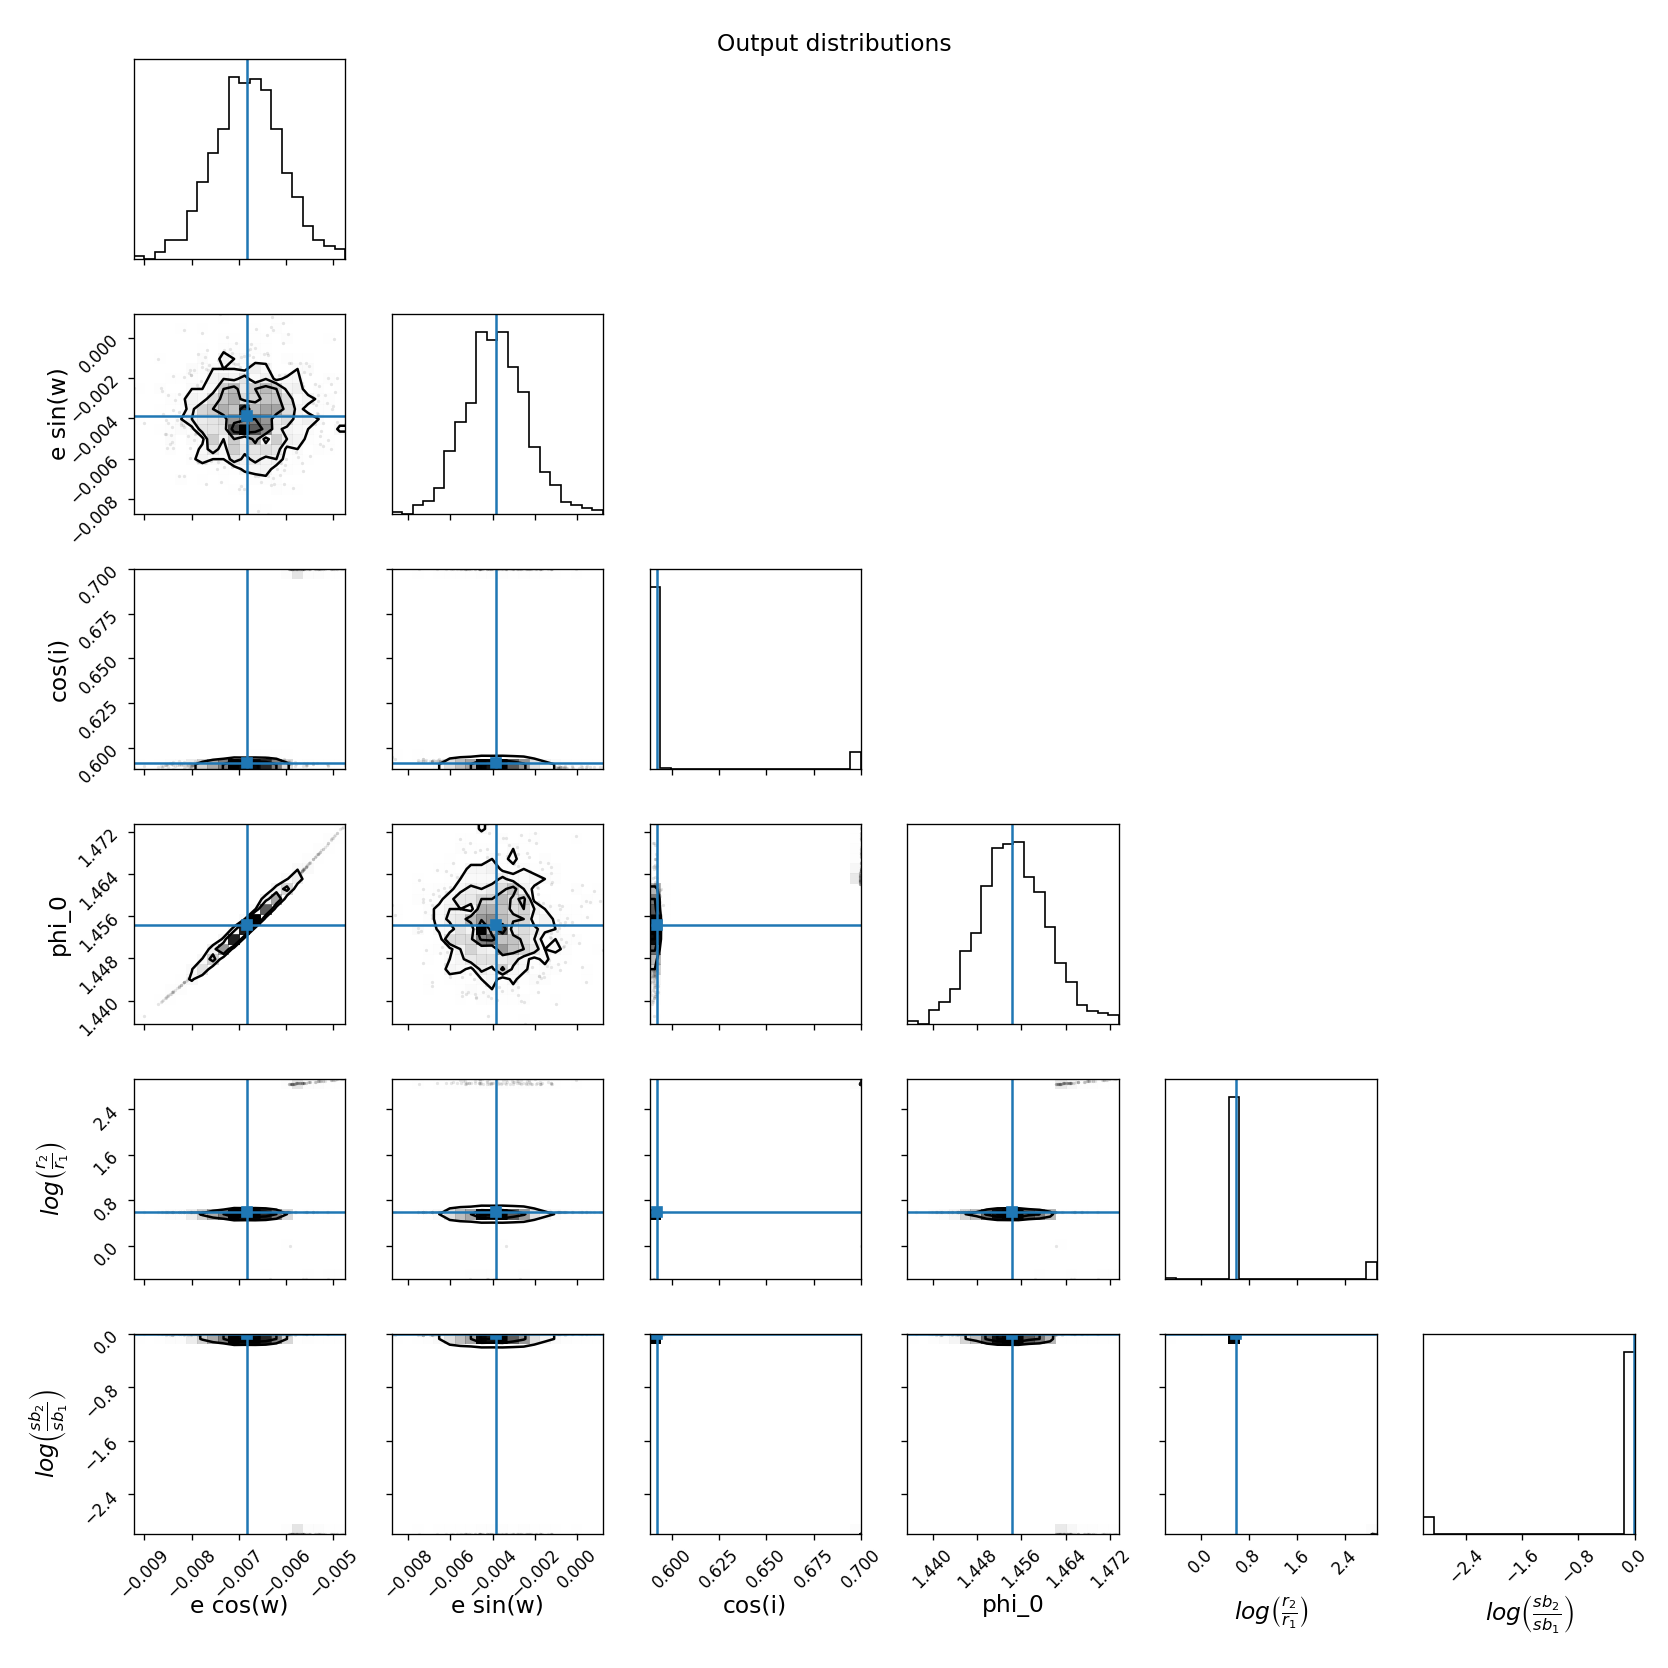 Output distributions
e sin(w)
0.000
−0.002
−0.004
−0.006
−0.008
cos(i)
0.700
0.675
0.650
0.625
0.600
phi_0
1.472
1.464
1.456
1.448
1.440
log(r2/r1)
2.4
1.6
0.8
0.0
log(sb2/sb1)
0.0
−0.8
−1.6
−2.4
−0.009 −0.008 −0.007 −0.006 −0.005 −0.008 −0.006 −0.004 −0.002 0.000 0.600 0.625 0.650 0.675 0.700 1.440 1.448 1.456 1.464 1.472 0.0 0.8 1.6 2.4 −2.4 −1.6 −0.8 0.0
e cos(w) e sin(w) cos(i) phi_0 log(r2/r1) log(sb2/sb1)